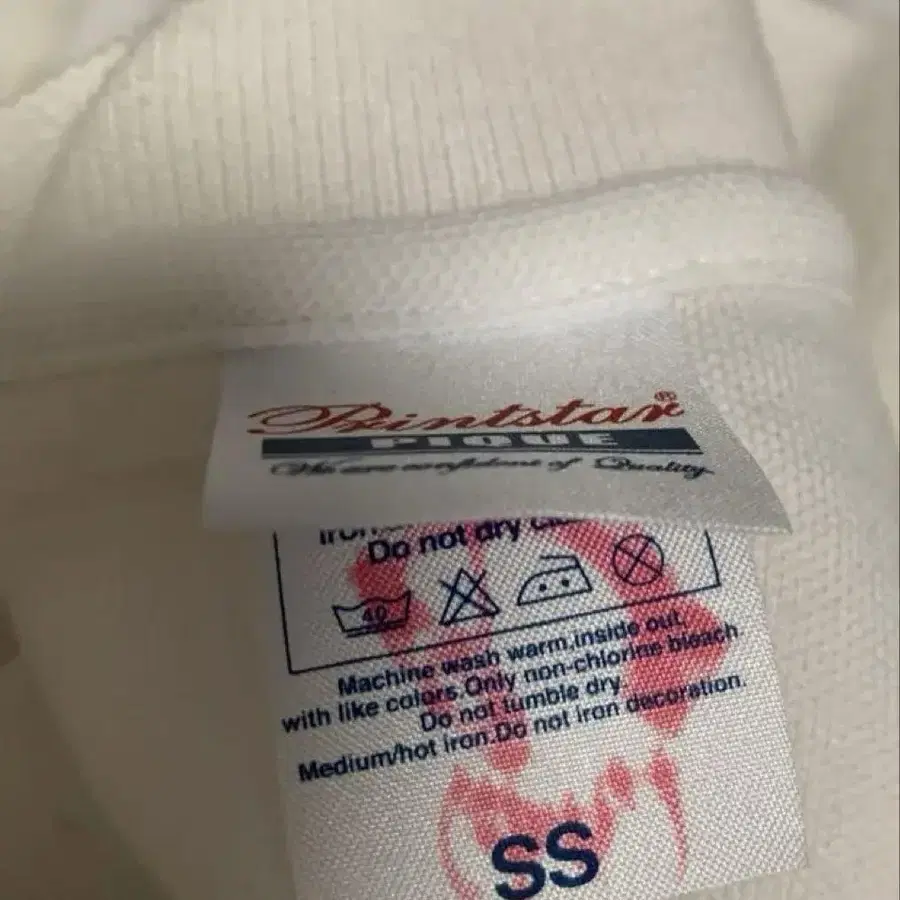 Printstar®
PIQUE
We are confident of Quality
Do not dry
40
Machine wash warm,inside out,
with like colors.Only non-chlorine bleach
Do not tumble dry
Medium/hot iron.Do not iron decoration.
SS